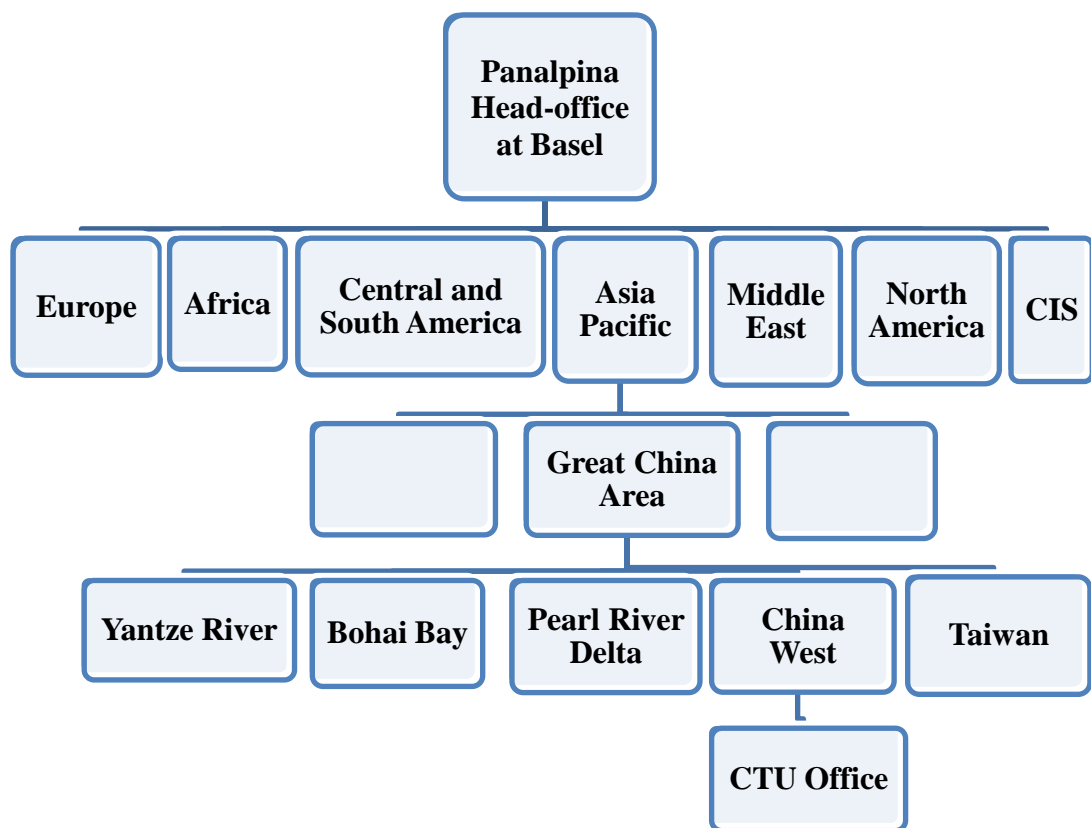 Panalpina
Head-office
at Basel
Europe
Africa
Central and
South America
Asia
Pacific
Middle
East
North
America
CIS
Great China
Area
Yantze River
Bohai Bay
Pearl River
Delta
China
West
Taiwan
CTU Office